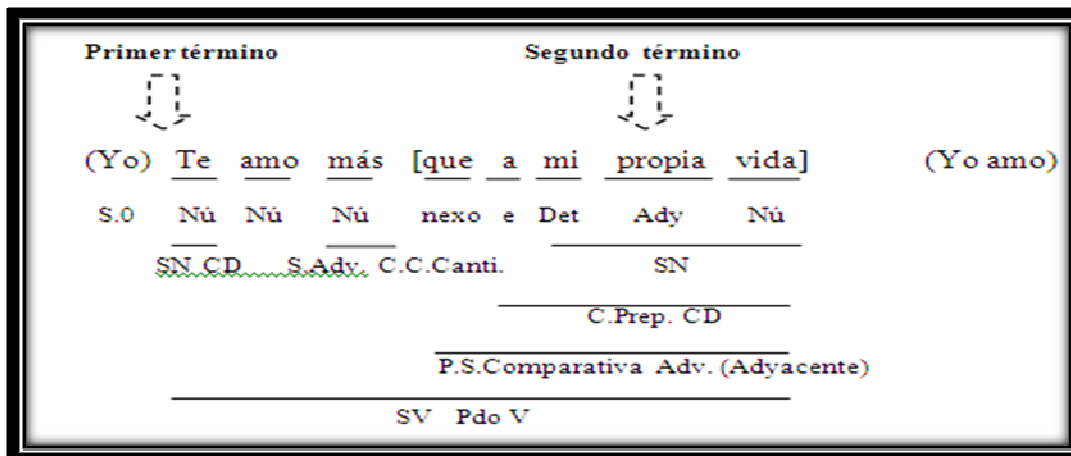 Primer término Segundo término
(Yo) Te amo más [que a mi propia vida] (Yo amo)
S.0 Nú Nú Nú nexo e Det Ady Nú
SN CD S.Adv. C.C.Canti. SN
C.Prep. CD
P.S.Comparativa Adv. (Adyacente)
SV Pdo V